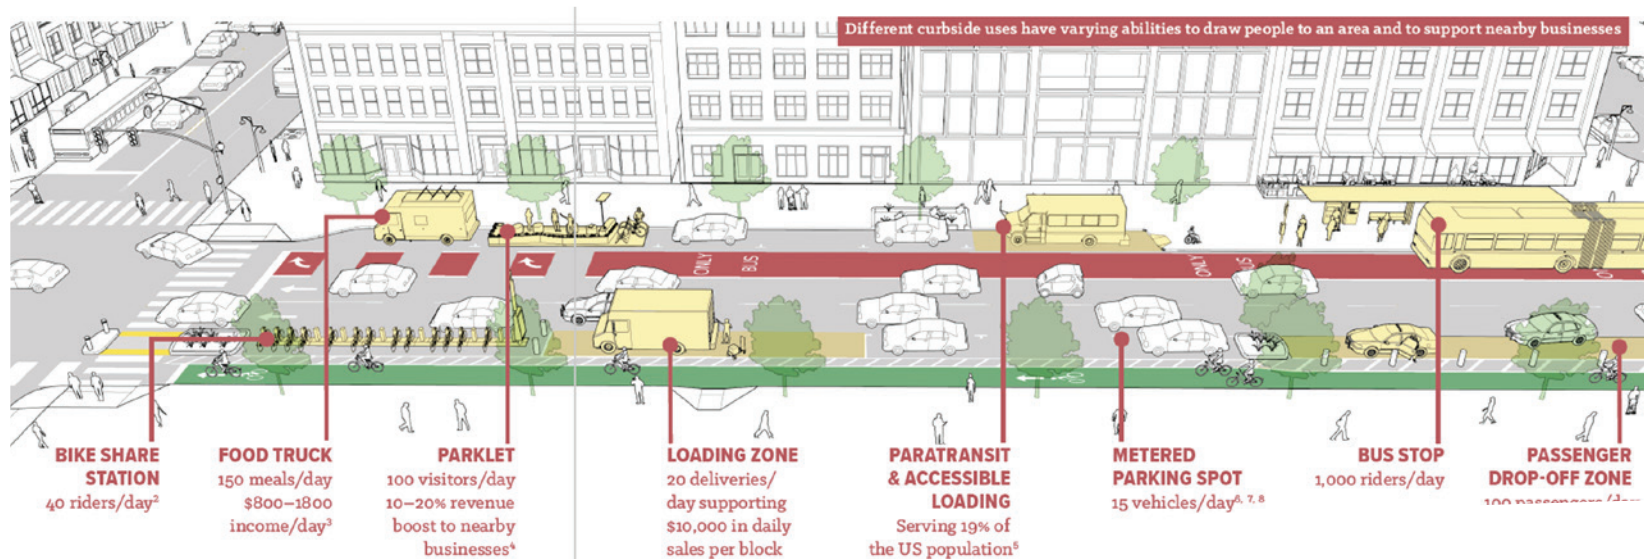 Different curbside uses have varying abilities to draw people to an area and to support nearby businesses
ONLY
BUS
ONLY
BUS
BIKE SHARE
STATION
40 riders/day²
FOOD TRUCK
150 meals/day
$800–1800
income/day³
PARKLET
100 visitors/day
10–20% revenue
boost to nearby
businesses⁴
LOADING ZONE
20 deliveries/
day supporting
$10,000 in daily
sales per block
PARATRANSIT
& ACCESSIBLE
LOADING
Serving 19% of
the US population⁵
METERED
PARKING SPOT
15 vehicles/day⁶, ⁷, ⁸
BUS STOP
1,000 riders/day
PASSENGER
DROP-OFF ZONE
100 passengers/day